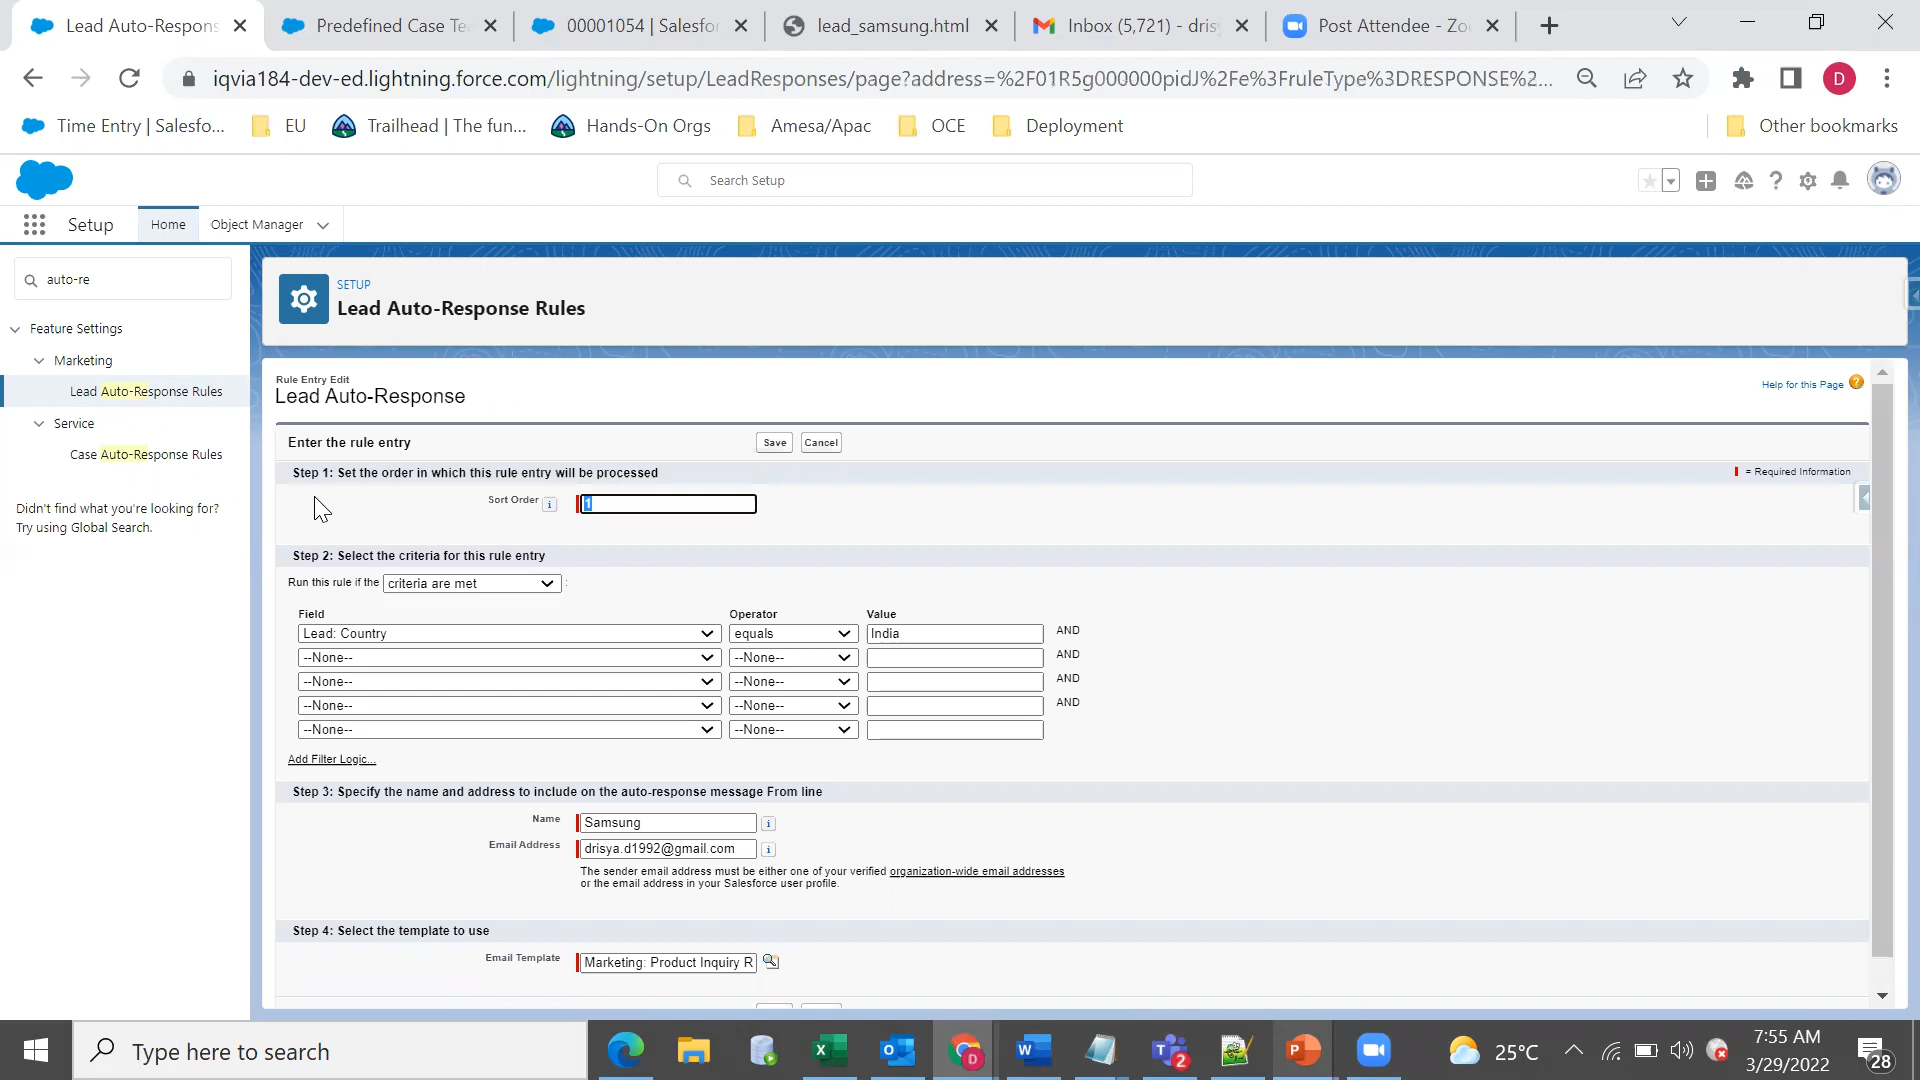 Lead Auto-Respons
Predefined Case Te
00001054 | Salesfor
lead_samsung.html
Inbox (5,721) - drisy
Post Attendee - Zoo
iqvia184-dev-ed.lightning.force.com/lightning/setup/LeadResponses/page?address=%2F01R5g000000pidJ%2Fe%3FruleType%3DRESPONSE%2...
D
Time Entry | Salesfo...
EU
Trailhead | The fun...
Hands-On Orgs
Amesa/Apac
OCE
Deployment
Other bookmarks
Search Setup
Setup
Home
Object Manager
auto-re
Feature Settings
Marketing
Lead Auto-Response Rules
Service
Case Auto-Response Rules
Didn't find what you're looking for?
Try using Global Search.
SETUP
Lead Auto-Response Rules
Rule Entry Edit
Lead Auto-Response
Help for this Page ?
Enter the rule entry
Save
Cancel
Step 1: Set the order in which this rule entry will be processed
= Required Information
Sort Order i
1
Step 2: Select the criteria for this rule entry
Run this rule if the criteria are met :
Field Operator Value
Lead: Country equals India AND
--None-- --None-- AND
--None-- --None-- AND
--None-- --None-- AND
--None-- --None--
Add Filter Logic...
Step 3: Specify the name and address to include on the auto-response message From line
Name Samsung i
Email Address drisya.d1992@gmail.com i
The sender email address must be either one of your verified organization-wide email addresses
or the email address in your Salesforce user profile.
Step 4: Select the template to use
Email Template Marketing: Product Inquiry R
Type here to search
25°C
7:55 AM
3/29/2022
2
28